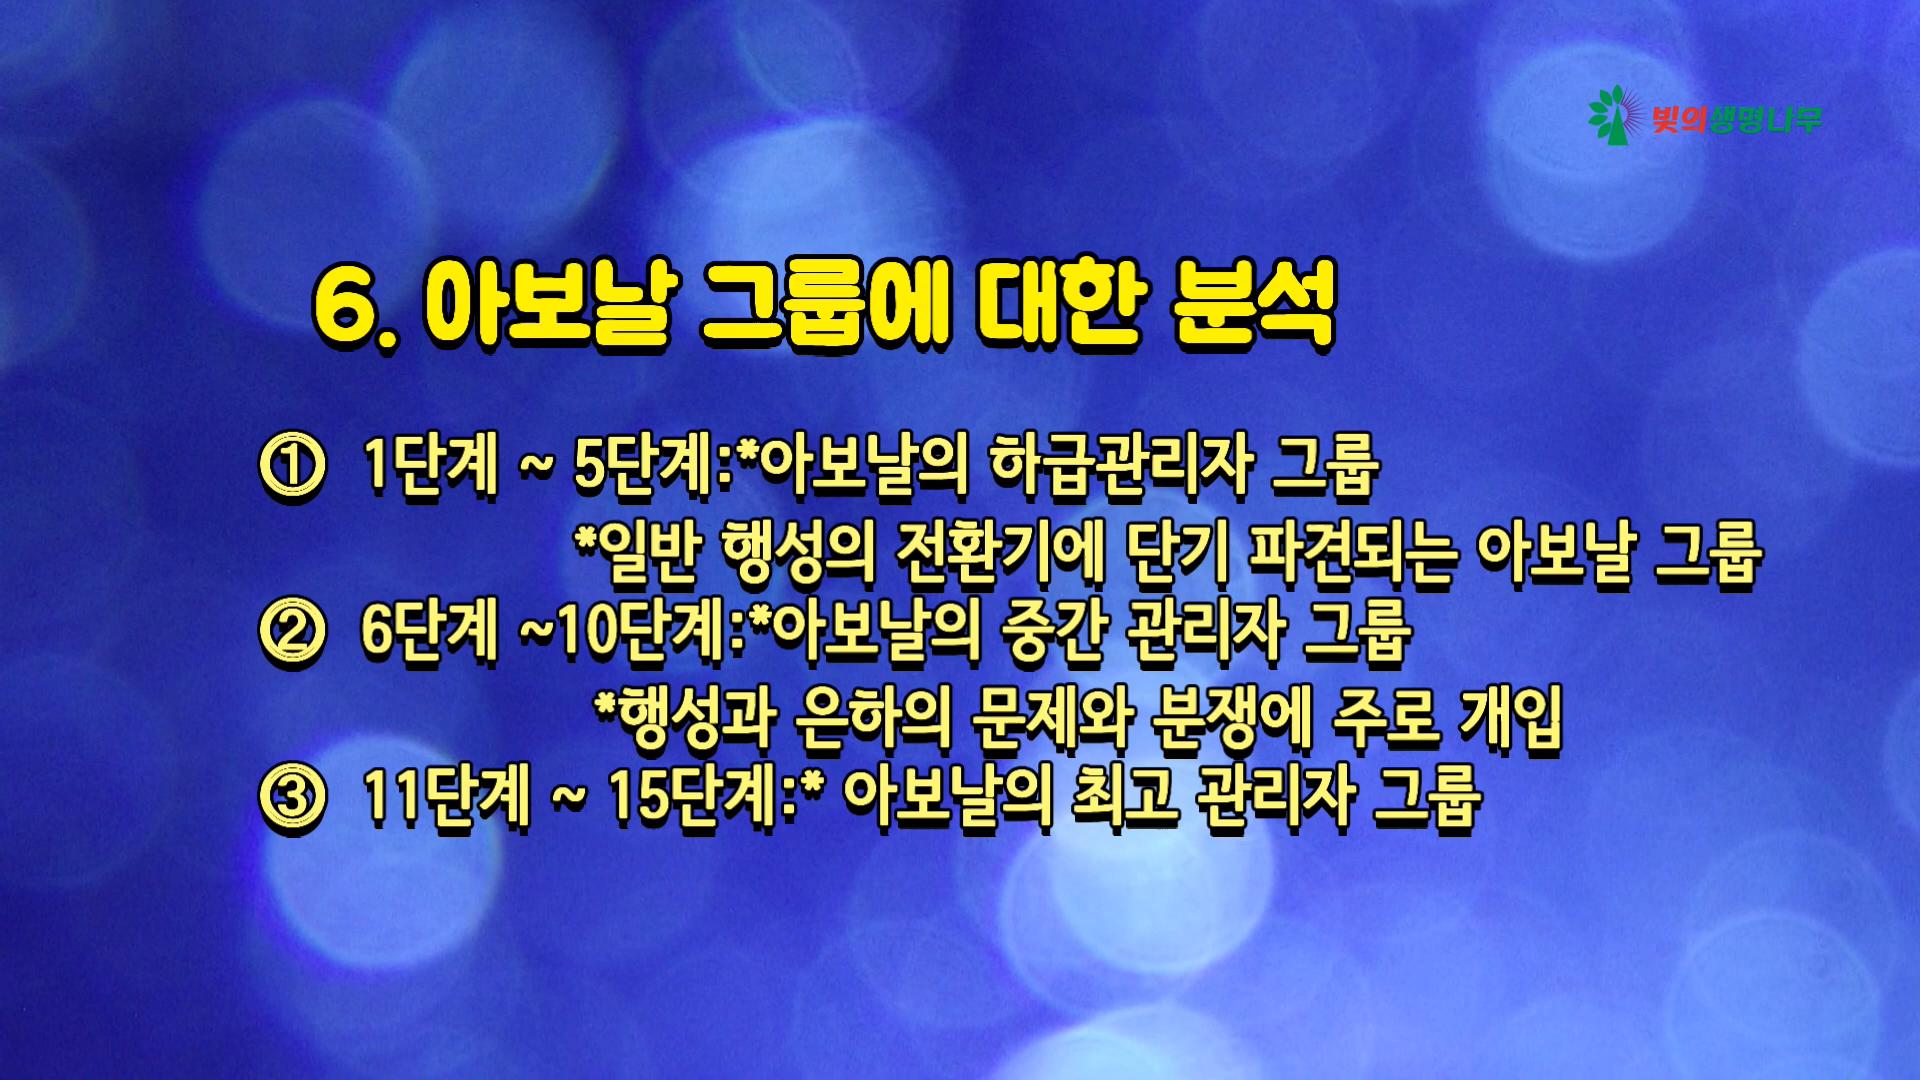 빛의생명나무
6. 아보날 그룹에 대한 분석
① 1단계 ~ 5단계:*아보날의 하급관리자 그룹
*일반 행성의 전환기에 단기 파견되는 아보날 그룹
② 6단계 ~10단계:*아보날의 중간 관리자 그룹
*행성과 은하의 문제와 분쟁에 주로 개입
③ 11단계 ~ 15단계:* 아보날의 최고 관리자 그룹